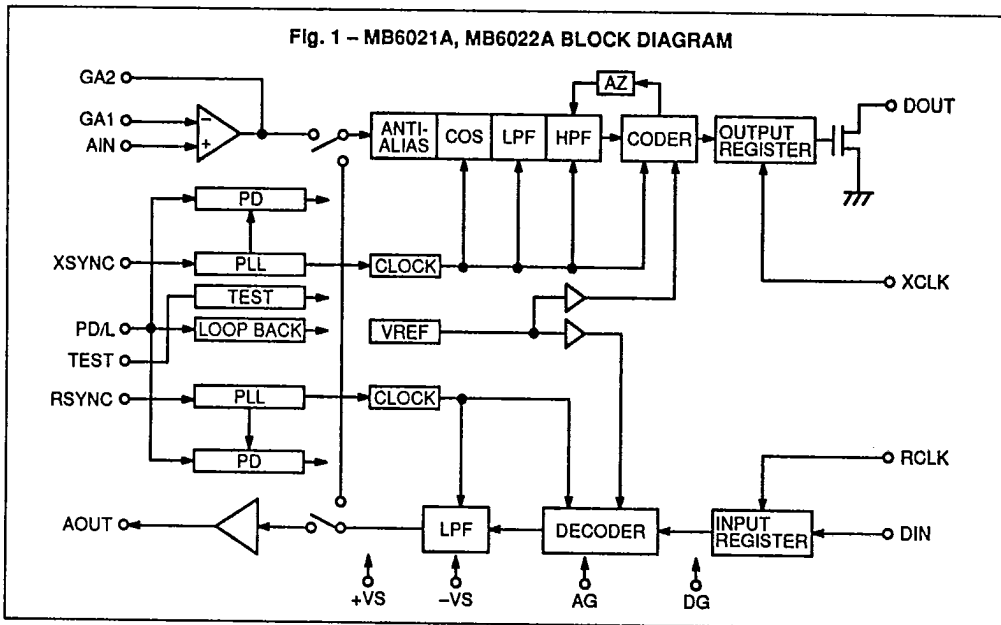 Fig. 1 – MB6021A, MB6022A BLOCK DIAGRAM
GA2
AZ
GA1
AIN
ANTI-
ALIAS
COS
LPF
HPF
CODER
OUTPUT
REGISTER
DOUT
PD
XSYNC
PLL
CLOCK
XCLK
TEST
PD/L
LOOP BACK
VREF
TEST
RSYNC
PLL
CLOCK
PD
RCLK
AOUT
LPF
DECODER
INPUT
REGISTER
DIN
+VS
–VS
AG
DG